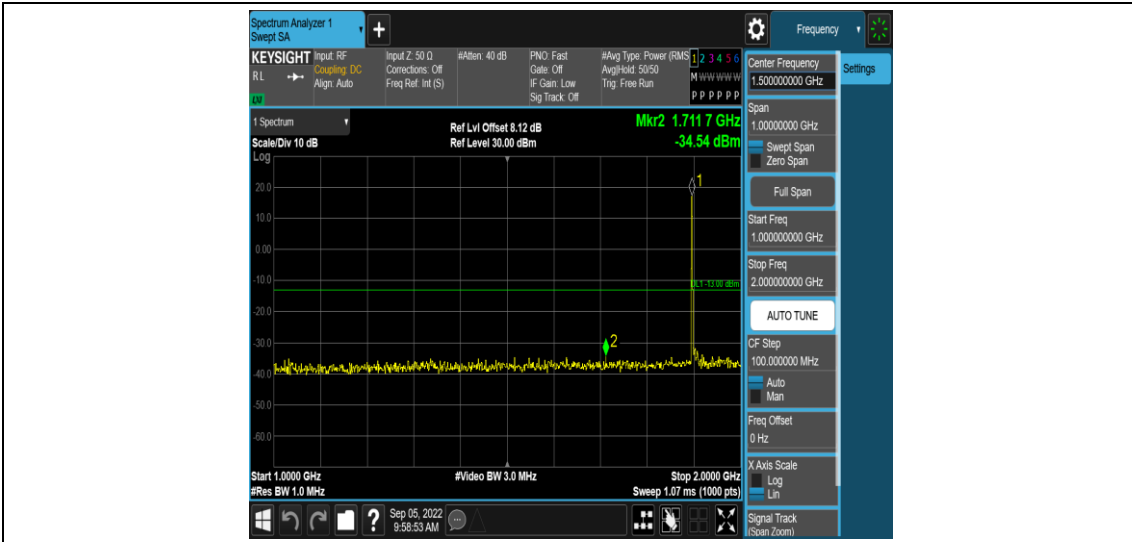 Spectrum Analyzer 1
Swept SA
+
Frequency
KEYSIGHT
RL
LXI
Input: RF
Coupling: DC
Align: Auto
Input Z: 50 Ω
Corrections: Off
Freq Ref: Int (S)
#Atten: 40 dB
PNO: Fast
Gate: Off
IF Gain: Low
Sig Track: Off
#Avg Type: Power (RMS
Avg|Hold: 50/50
Trig: Free Run
1 2 3 4 5 6
M W W W W W
P P P P P P
1 Spectrum
Scale/Div 10 dB
Log
Ref Lvl Offset 8.12 dB
Ref Level 30.00 dBm
Mkr2 1.711 7 GHz
-34.54 dBm
20.0
10.0
0.00
-10.0
-20.0
-30.0
-40.0
-50.0
-60.0
1
DL1 -13.00 dBm
2
Start 1.0000 GHz
#Res BW 1.0 MHz
#Video BW 3.0 MHz
Stop 2.0000 GHz
Sweep 1.07 ms (1000 pts)
Center Frequency
1.500000000 GHz
Span
1.00000000 GHz
Swept Span
Zero Span
Full Span
Start Freq
1.000000000 GHz
Stop Freq
2.000000000 GHz
AUTO TUNE
CF Step
100.000000 MHz
Auto
Man
Freq Offset
0 Hz
X Axis Scale
Log
Lin
Signal Track
(Span Zoom)
Settings
?
Sep 05, 2022
9:58:53 AM